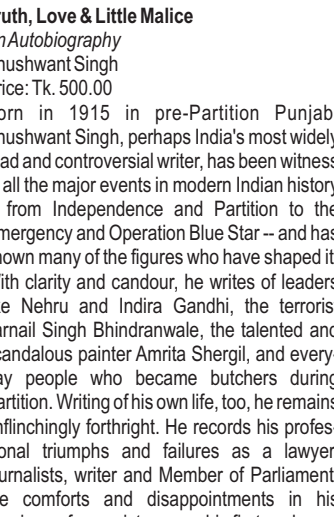 ruth, Love & Little Malice
n Autobiography
hushwant Singh
rice: Tk. 500.00
orn in 1915 in pre-Partition Punjab
hushwant Singh, perhaps India's most widely
ad and controversial writer, has been witness
all the major events in modern Indian history
from Independence and Partition to the
mergency and Operation Blue Star -- and has
nown many of the figures who have shaped it
ith clarity and candour, he writes of leaders
ke Nehru and Indira Gandhi, the terroris
arnail Singh Bhindranwale, the talented and
candalous painter Amrita Shergil, and every-
ay people who became butchers during
artition. Writing of his own life, too, he remains
nflinchingly forthright. He records his profes-
ional triumphs and failures as a lawyer
urnalists, writer and Member of Parliament
e comforts and disappointments in his